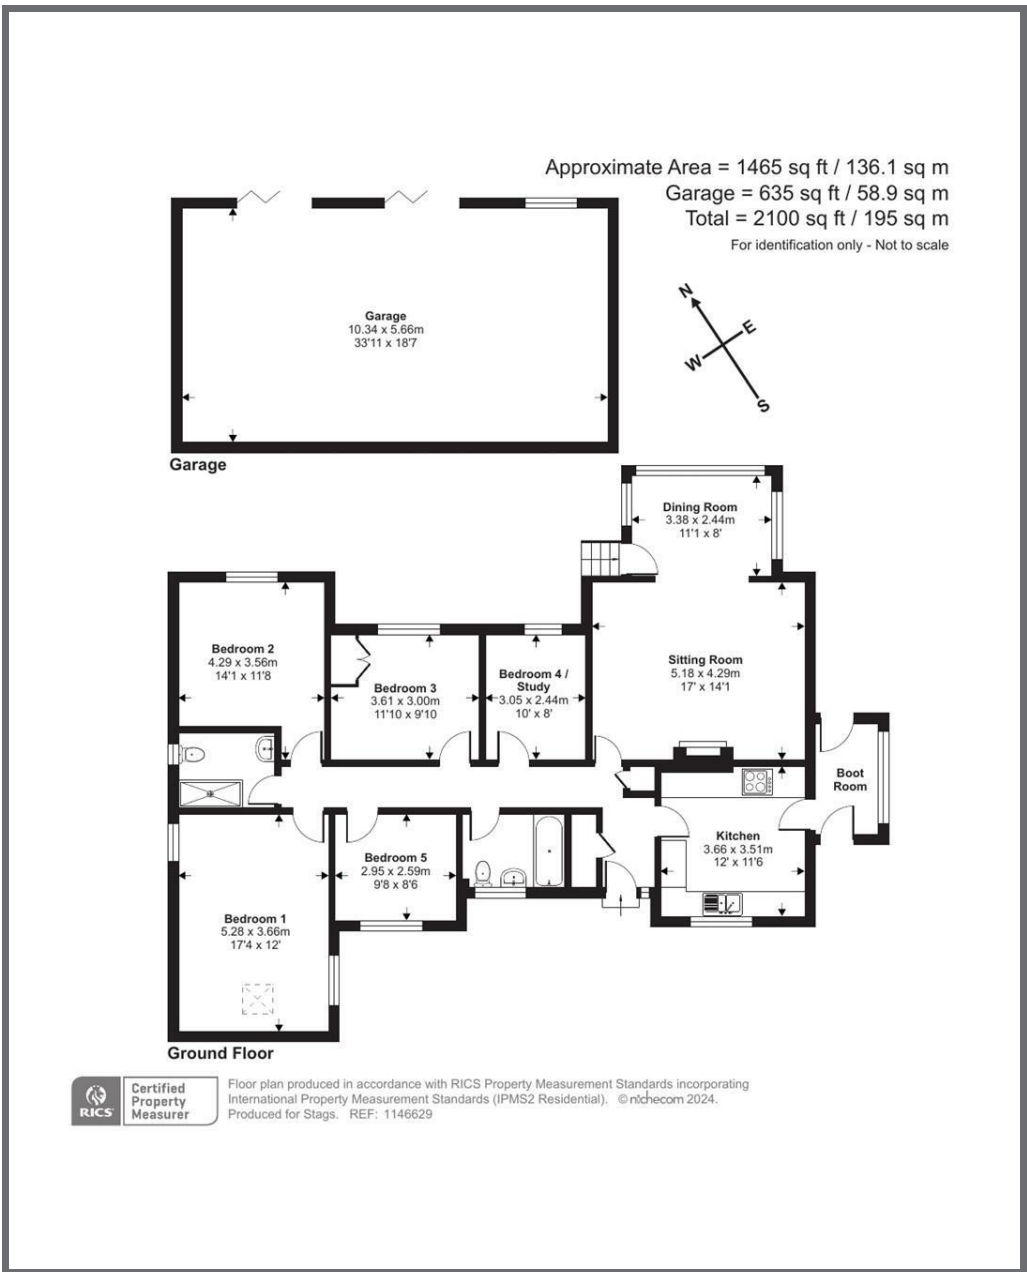 Approximate Area = 1465 sq ft / 136.1 sq m
Garage = 635 sq ft / 58.9 sq m
Total = 2100 sq ft / 195 sq m
For identification only - Not to scale
N
E
W
S
Garage
10.34 x 5.66m
33'11 x 18'7
Garage
Dining Room
3.38 x 2.44m
11'1 x 8'
Bedroom 2
4.29 x 3.56m
14'1 x 11'8
Bedroom 3
3.61 x 3.00m
11'10 x 9'10
Bedroom 4 /
Study
3.05 x 2.44m
10' x 8'
Sitting Room
5.18 x 4.29m
17' x 14'1
Boot
Room
Kitchen
3.66 x 3.51m
12' x 11'6
Bedroom 5
2.95 x 2.59m
9'8 x 8'6
Bedroom 1
5.28 x 3.66m
17'4 x 12'
Ground Floor
RICS
Certified
Property
Measurer
Floor plan produced in accordance with RICS Property Measurement Standards incorporating
International Property Measurement Standards (IPMS2 Residential). © nichecom 2024.
Produced for Stags. REF: 1146629